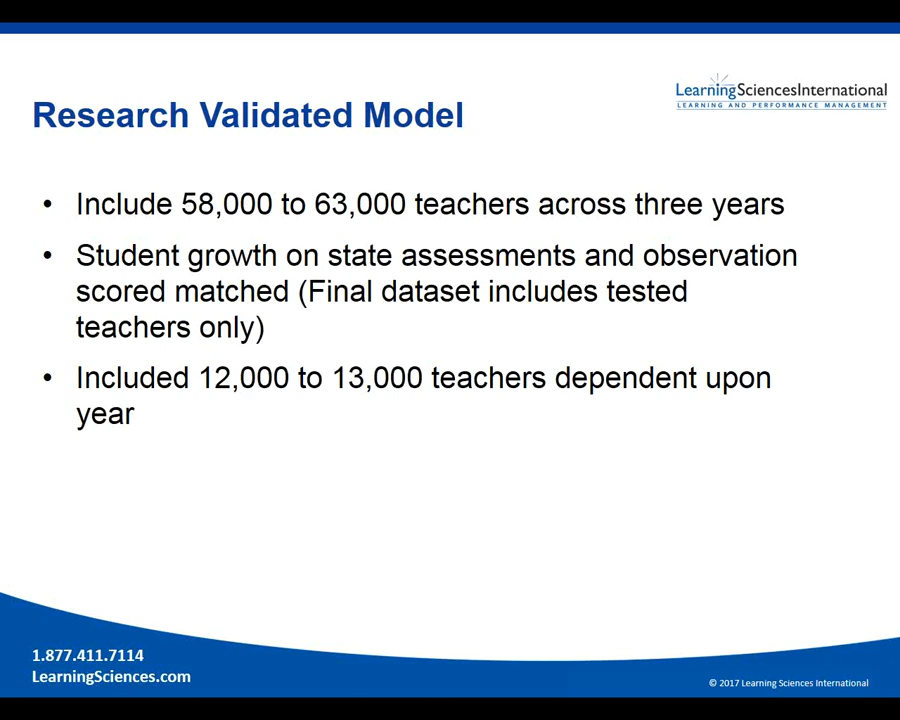 LearningSciencesInternational
LEARNING AND PERFORMANCE MANAGEMENT
Research Validated Model
• Include 58,000 to 63,000 teachers across three years
• Student growth on state assessments and observation
scored matched (Final dataset includes tested
teachers only)
• Included 12,000 to 13,000 teachers dependent upon
year
1.877.411.7114
LearningSciences.com
© 2017 Learning Sciences International